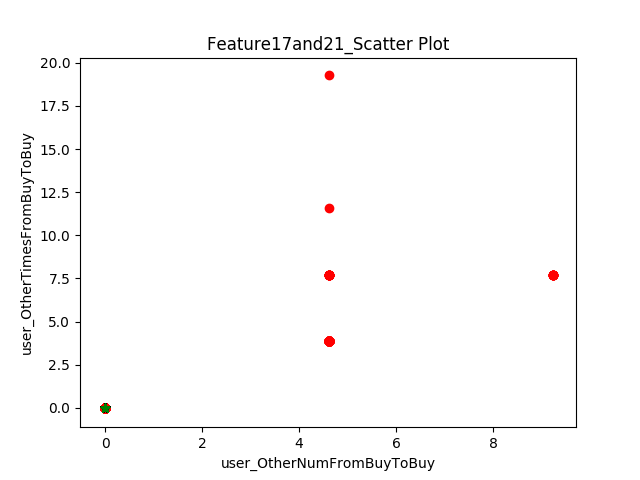 Feature17and21_Scatter Plot
20.0
17.5
15.0
12.5
10.0
7.5
5.0
2.5
0.0
user_OtherTimesFromBuyToBuy
0 2 4 6 8
user_OtherNumFromBuyToBuy